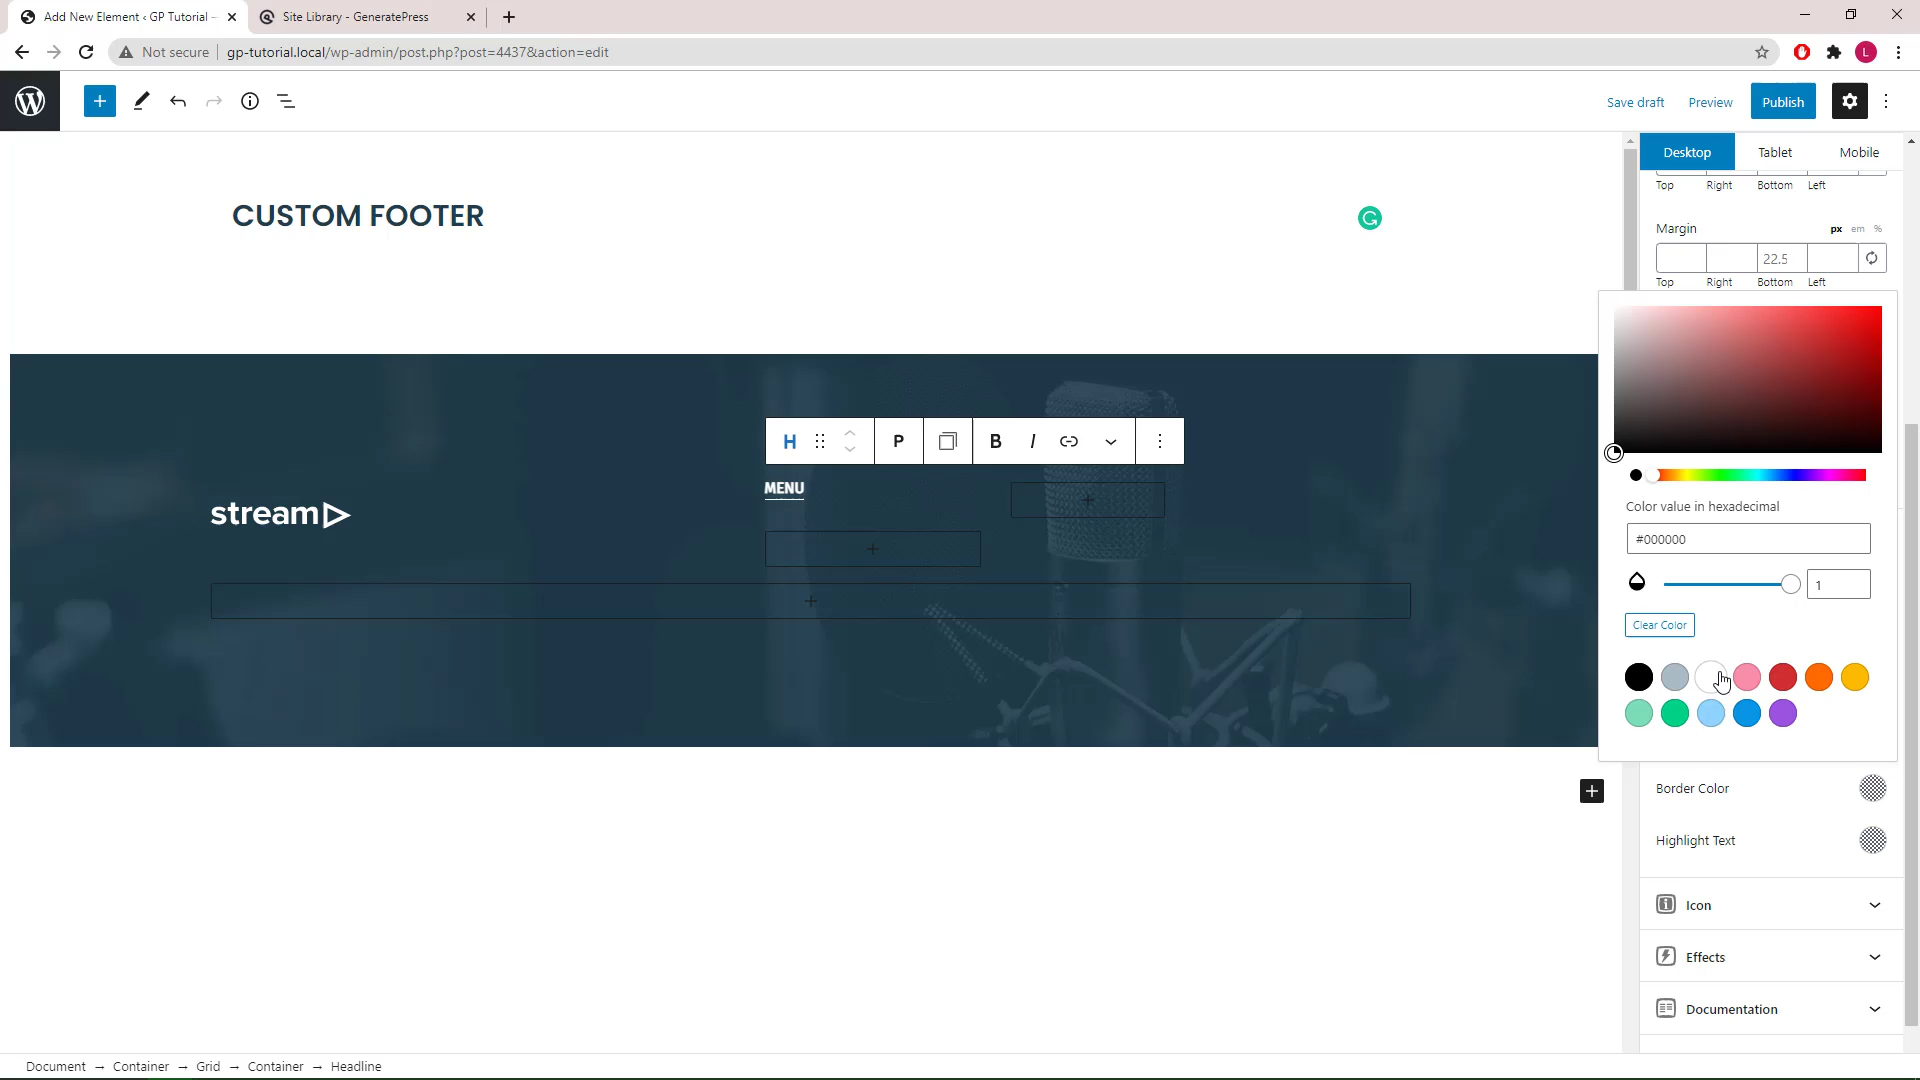 Add New Element ‹ GP Tutorial –
Site Library - GeneratePress
Not secure
gp-tutorial.local/wp-admin/post.php?post=4437&action=edit
L
Save draft
Preview
Publish
Desktop
Tablet
Mobile
Top Right Bottom Left
Margin
px em %
22.5
Top Right Bottom Left
CUSTOM FOOTER
H
P
B I
MENU
stream
Color value in hexadecimal
#000000
1
Clear Color
Border Color
Highlight Text
Icon
Effects
Documentation
Document → Container → Grid → Container → Headline